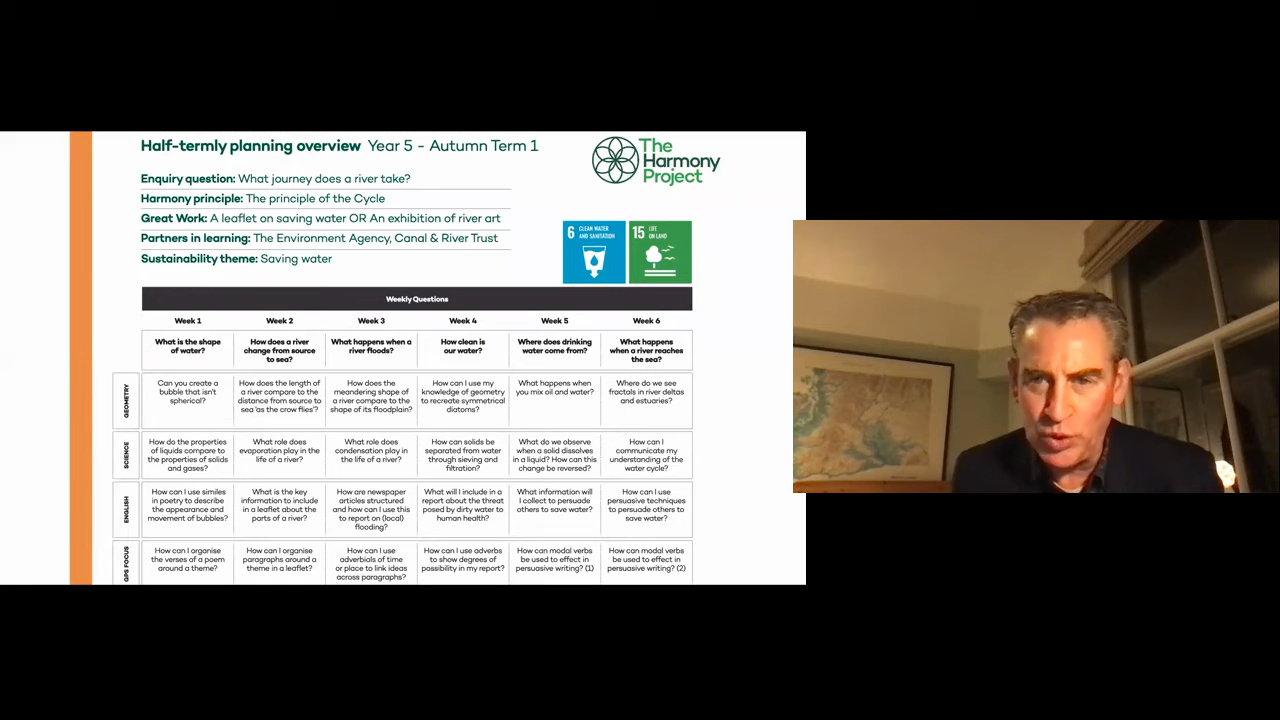 Half-termly planning overview Year 5 - Autumn Term 1
The
Harmony
Project
Enquiry question: What journey does a river take?
Harmony principle: The principle of the Cycle
Great Work: A leaflet on saving water OR An exhibition of river art
Partners in learning: The Environment Agency, Canal & River Trust
Sustainability theme: Saving water
6 CLEAN WATER
AND SANITATION
15 LIFE
ON LAND
Weekly Questions
Week 1 Week 2 Week 3 Week 4 Week 5 Week 6
What is the shape
of water?
How does a river
change from source
to sea?
What happens when a
river floods?
How clean is
our water?
Where does drinking
water come from?
What happens
when a river reaches
the sea?
GEOMETRY
Can you create a
bubble that isn't
spherical?
How does the length of
a river compare to the
distance from source to
sea 'as the crow flies'?
How does the
meandering shape of
a river compare to the
shape of its floodplain?
How can I use my
knowledge of geometry
to recreate symmetrical
diatoms?
What happens when
you mix oil and water?
Where do we see
fractals in river deltas
and estuaries?
SCIENCE
How do the properties
of liquids compare to
the properties of solids
and gases?
What role does
evaporation play in the
life of a river?
What role does
condensation play in
the life of a river?
How can solids be
separated from water
through sieving and
filtration?
What do we observe
when a solid dissolves
in a liquid? How can this
change be reversed?
How can I
communicate my
understanding of the
water cycle?
ENGLISH
How can I use similes
in poetry to describe
the appearance and
movement of bubbles?
What is the key
information to include
in a leaflet about the
parts of a river?
How are newspaper
articles structured
and how can I use this
to report on (local)
flooding?
What will I include in a
report about the threat
posed by dirty water to
human health?
What information will
I collect to persuade
others to save water?
How can I use
persuasive techniques
to persuade others to
save water?
GPS FOCUS
How can I organise
the verses of a poem
around a theme?
How can I organise
paragraphs around a
theme in a leaflet?
How can I use
adverbials of time
or place to link ideas
across paragraphs?
How can I use adverbs
to show degrees of
possibility in my report?
How can modal verbs
be used to effect in
persuasive writing? (1)
How can modal verbs
be used to effect in
persuasive writing? (2)